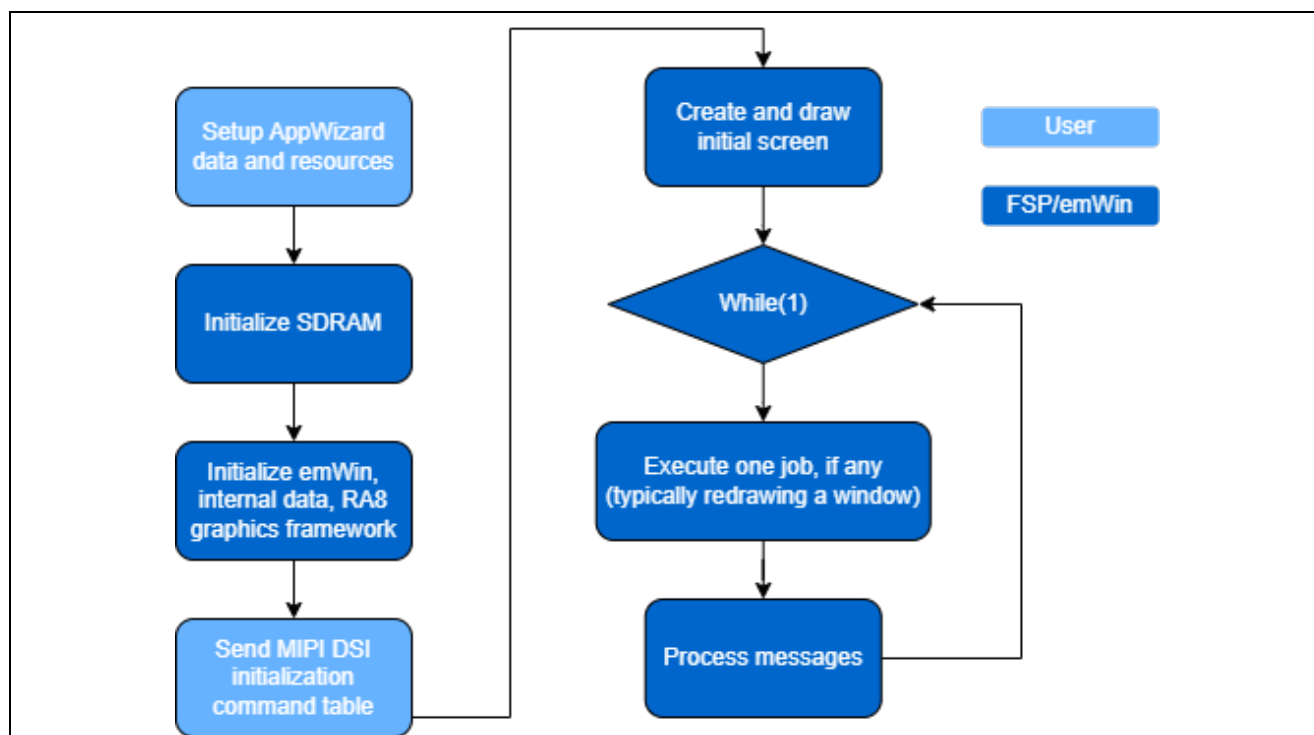 Setup AppWizard
data and resources
Initialize SDRAM
Initialize emWin,
internal data, RA8
graphics framework
Send MIPI DSI
initialization
command table
Create and draw
initial screen
While(1)
Execute one job, if any
(typically redrawing a window)
Process messages
User
FSP/emWin